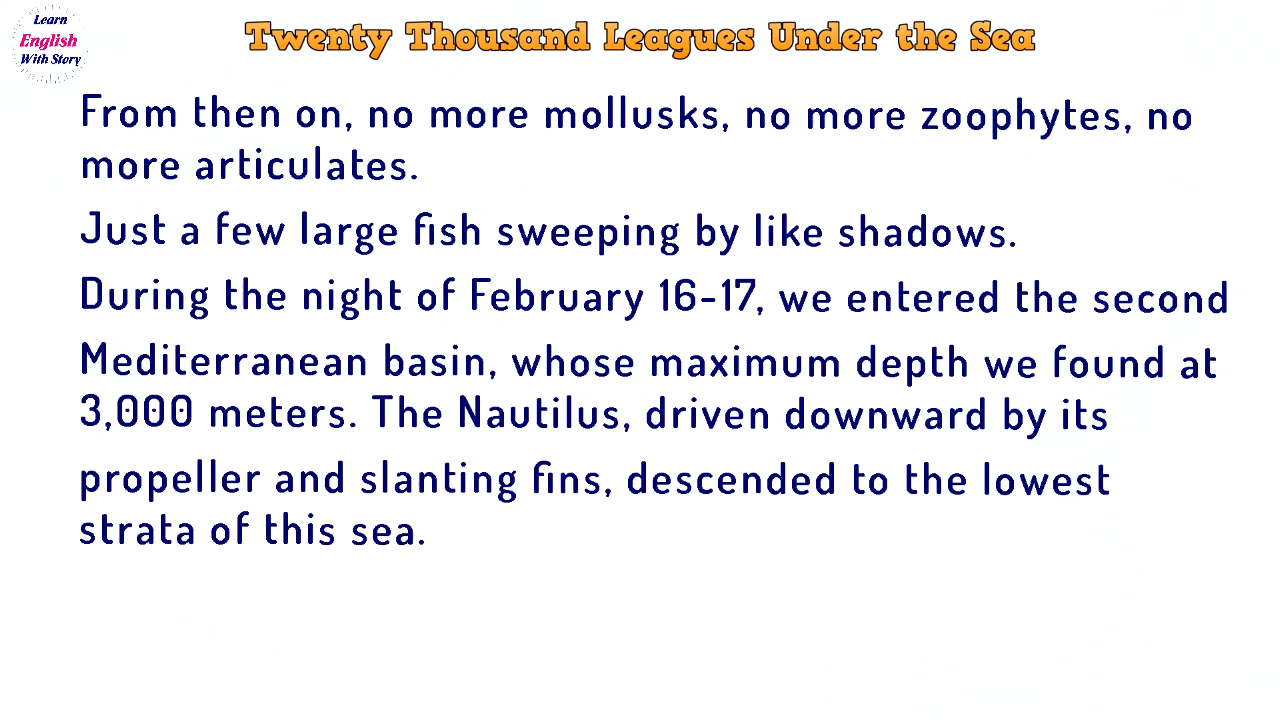 Learn
English
With Story
Twenty Thousand Leagues Under the Sea
From then on, no more mollusks, no more zoophytes, no
more articulates.
Just a few large fish sweeping by like shadows.
During the night of February 16-17, we entered the second
Mediterranean basin, whose maximum depth we found at
3,000 meters. The Nautilus, driven downward by its
propeller and slanting fins, descended to the lowest
strata of this sea.